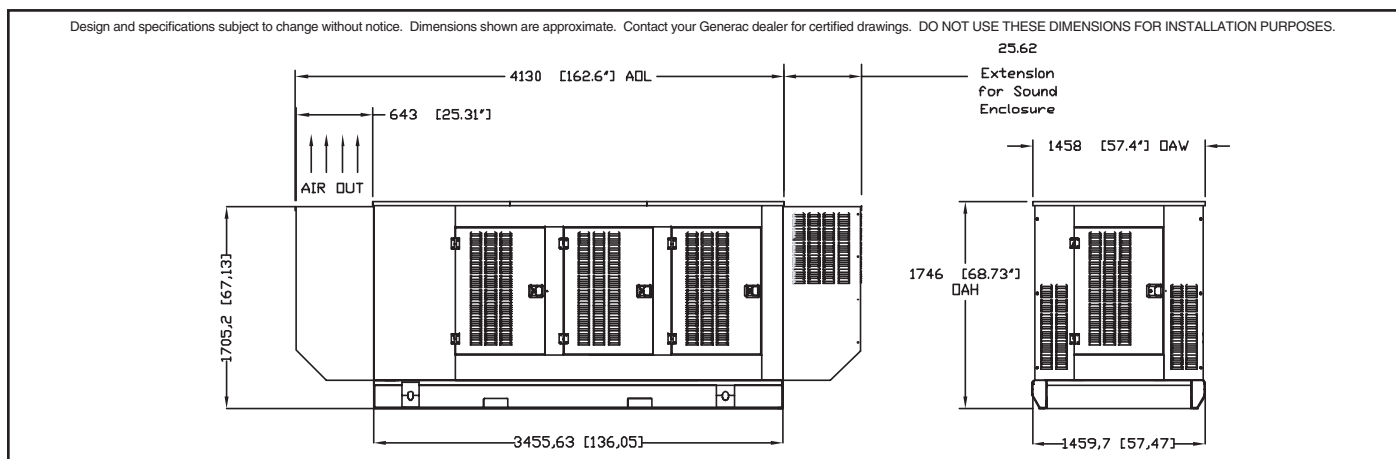 Design and specifications subject to change without notice. Dimensions shown are approximate. Contact your Generac dealer for certified drawings. DO NOT USE THESE DIMENSIONS FOR INSTALLATION PURPOSES.
25.62
4130 [162.6"] AOL
Extension
for Sound
Enclosure
643 [25.31"]
1458 [57.4"] OAW
AIR OUT
1705,2 [67,13]
1746 [68.73"]
OAH
3455,63 [136,05]
1459,7 [57,47]